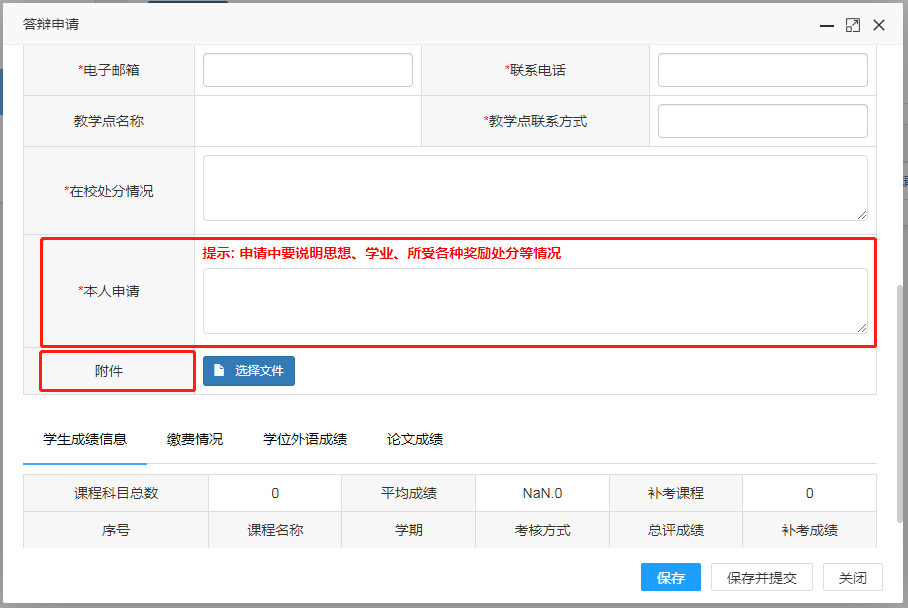 答辩申请
*电子邮箱 *联系电话
教学点名称 *教学点联系方式
*在校处分情况
提示: 申请中要说明思想、学业、所受各种奖励处分等情况
*本人申请
附件 选择文件
学生成绩信息 缴费情况 学位外语成绩 论文成绩
课程科目总数 0 平均成绩 NaN.0 补考课程 0
序号 课程名称 学期 考核方式 总评成绩 补考成绩
保存 保存并提交 关闭